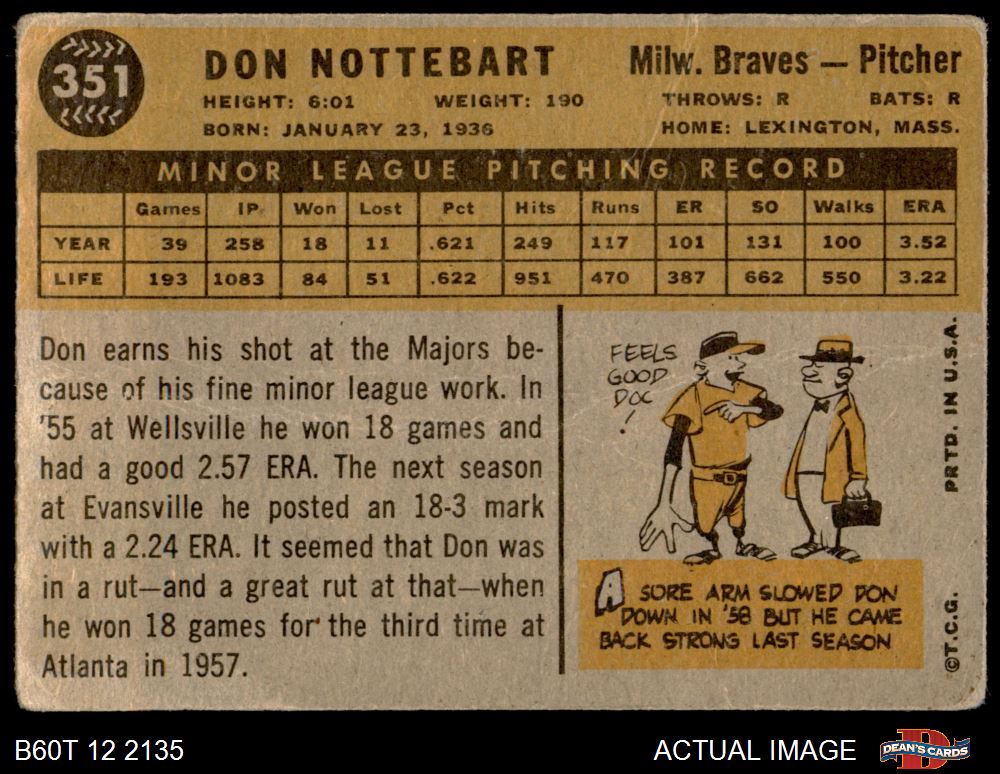 351
DON NOTTEBART
Milw. Braves — Pitcher
HEIGHT: 6:01 WEIGHT: 190 THROWS: R BATS: R
BORN: JANUARY 23, 1936 HOME: LEXINGTON, MASS.
MINOR LEAGUE PITCHING RECORD
Games IP. Won Lost Pct Hits Runs ER SO Walks ERA
YEAR 39 258 18 11 .621 249 117 101 131 100 3.52
LIFE 193 1083 84 51 .622 951 470 387 662 550 3.22
Don earns his shot at the Majors be-
cause of his fine minor league work. In
'55 at Wellsville he won 18 games and
had a good 2.57 ERA. The next season
at Evansville he posted an 18-3 mark
with a 2.24 ERA. It seemed that Don was
in a rut—and a great rut at that—when
he won 18 games for the third time at
Atlanta in 1957.
FEELS
GOOD
DOC
!
A SORE ARM SLOWED DON
DOWN IN '58 BUT HE CAME
BACK STRONG LAST SEASON
©T.C.G. PRTD. IN U.S.A.
B60T 12 2135
ACTUAL IMAGE
DEAN'S CARDS